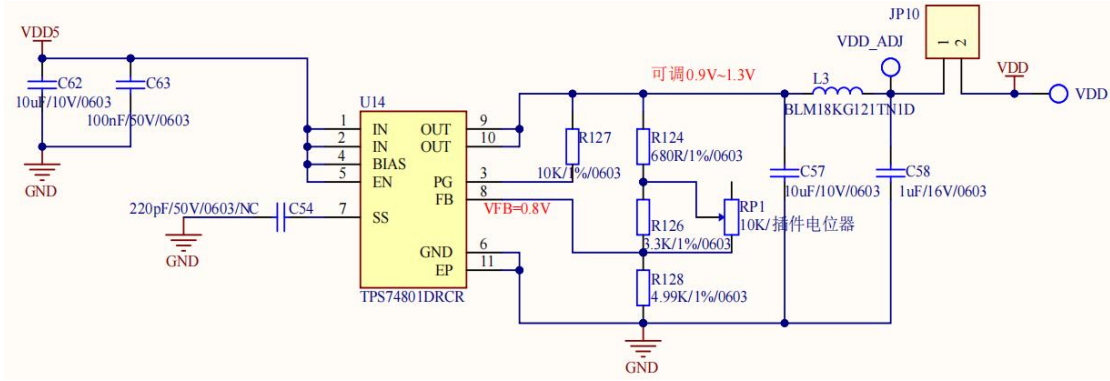 JP10
VDD5
VDD_ADJ
1
2
VDD
VDD
可调0.9V~1.3V
L3
BLM18KG121TN1D
C62
10uF/10V/0603
C63
100nF/50V/0603
U14
1
IN
OUT
9
2
IN
OUT
10
4
BIAS
5
EN
PG
3
FB
8
7
SS
GND
6
EP
11
TPS74801DRCR
VFB=0.8V
R127
10K/1%/0603
R124
680R/1%/0603
R126
3.3K/1%/0603
RP1
10K/插件电位器
R128
4.99K/1%/0603
C57
10uF/10V/0603
C58
1uF/16V/0603
220pF/50V/0603/NC
C54
GND
GND
GND